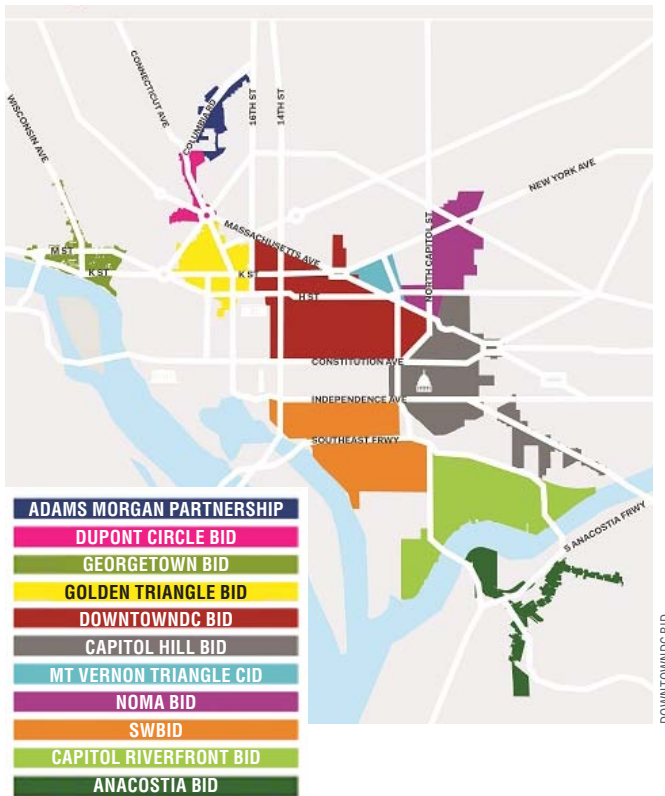 CONNECTICUT AVE
16TH ST
14TH ST
COLUMBIA RD
WISCONSIN AVE
NEW YORK AVE
MASSACHUSETTS AVE
NORTH CAPITOL ST
M ST
K ST
K ST
H ST
CONSTITUTION AVE
INDEPENDENCE AVE
SOUTHEAST FRWY
S ANACOSTIA FRWY
ADAMS MORGAN PARTNERSHIP
DUPONT CIRCLE BID
GEORGETOWN BID
GOLDEN TRIANGLE BID
DOWNTOWNDC BID
CAPITOL HILL BID
MT VERNON TRIANGLE CID
NOMA BID
SWBID
CAPITOL RIVERFRONT BID
ANACOSTIA BID
DOWNTOWNDC BID